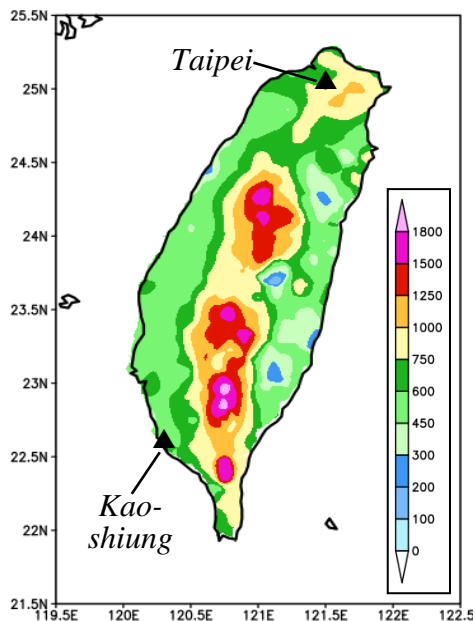 25.5N
Taipei
25N
24.5N
24N
23.5N
23N
22.5N
22N
21.5N
Kao-
shiung
1800
1500
1250
1000
750
600
450
300
200
100
0
119.5E
120E
120.5E
121E
121.5E
122E
122.5E